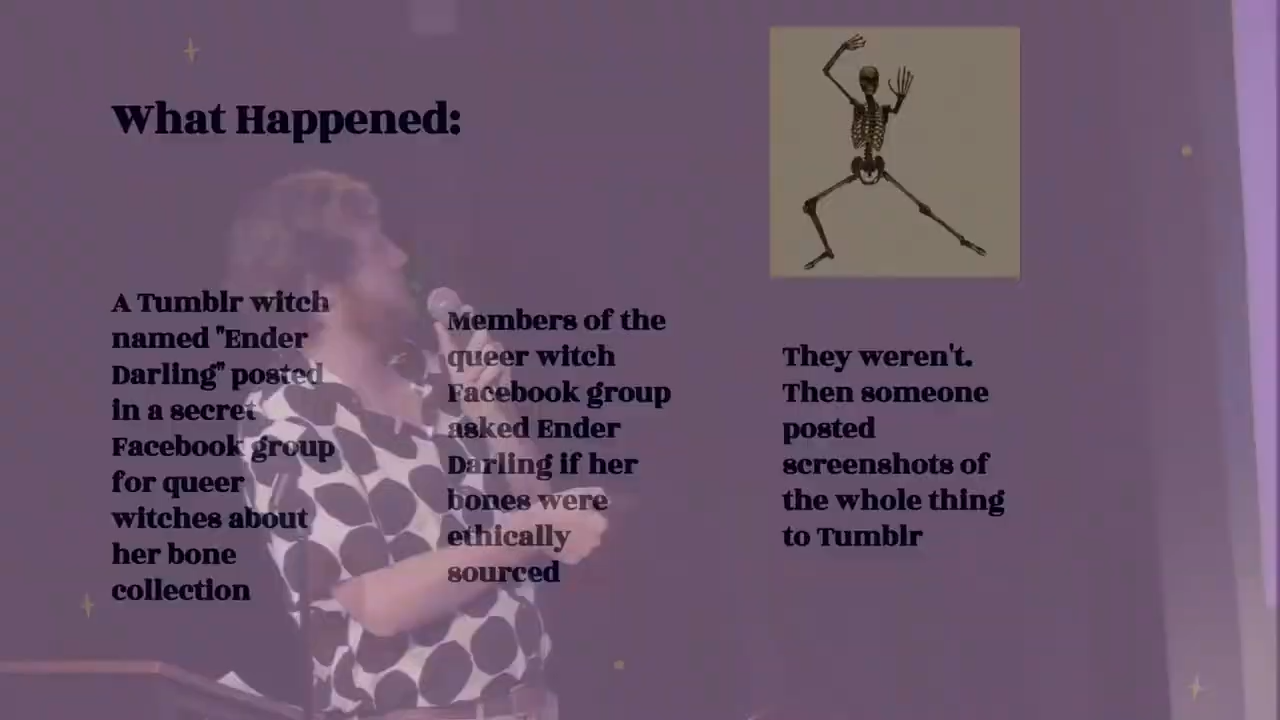 What Happened:
A Tumblr witch
named "Ender
Darling" posted
in a secret
Facebook group
for queer
witches about
her bone
collection
Members of the
queer witch
Facebook group
asked Ender
Darling if her
bones were
ethically
sourced
They weren't.
Then someone
posted
screenshots of
the whole thing
to Tumblr